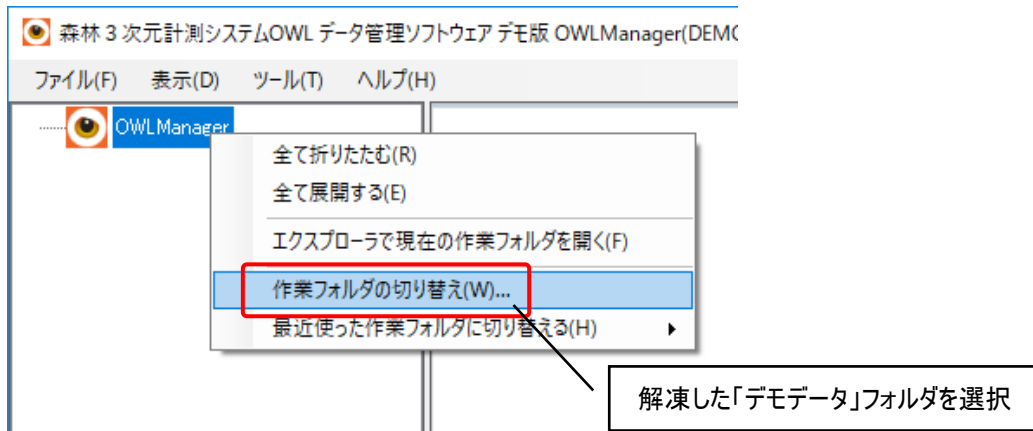 森林３次元計測システムOWL データ管理ソフトウェア デモ版 OWLManager(DEMO
ファイル(F) 表示(D) ツール(T) ヘルプ(H)
OWLManager
全て折りたたむ(R)
全て展開する(E)
エクスプローラで現在の作業フォルダを開く(F)
作業フォルダの切り替え(W)...
最近使った作業フォルダに切り替える(H)
解凍した「デモデータ」フォルダを選択